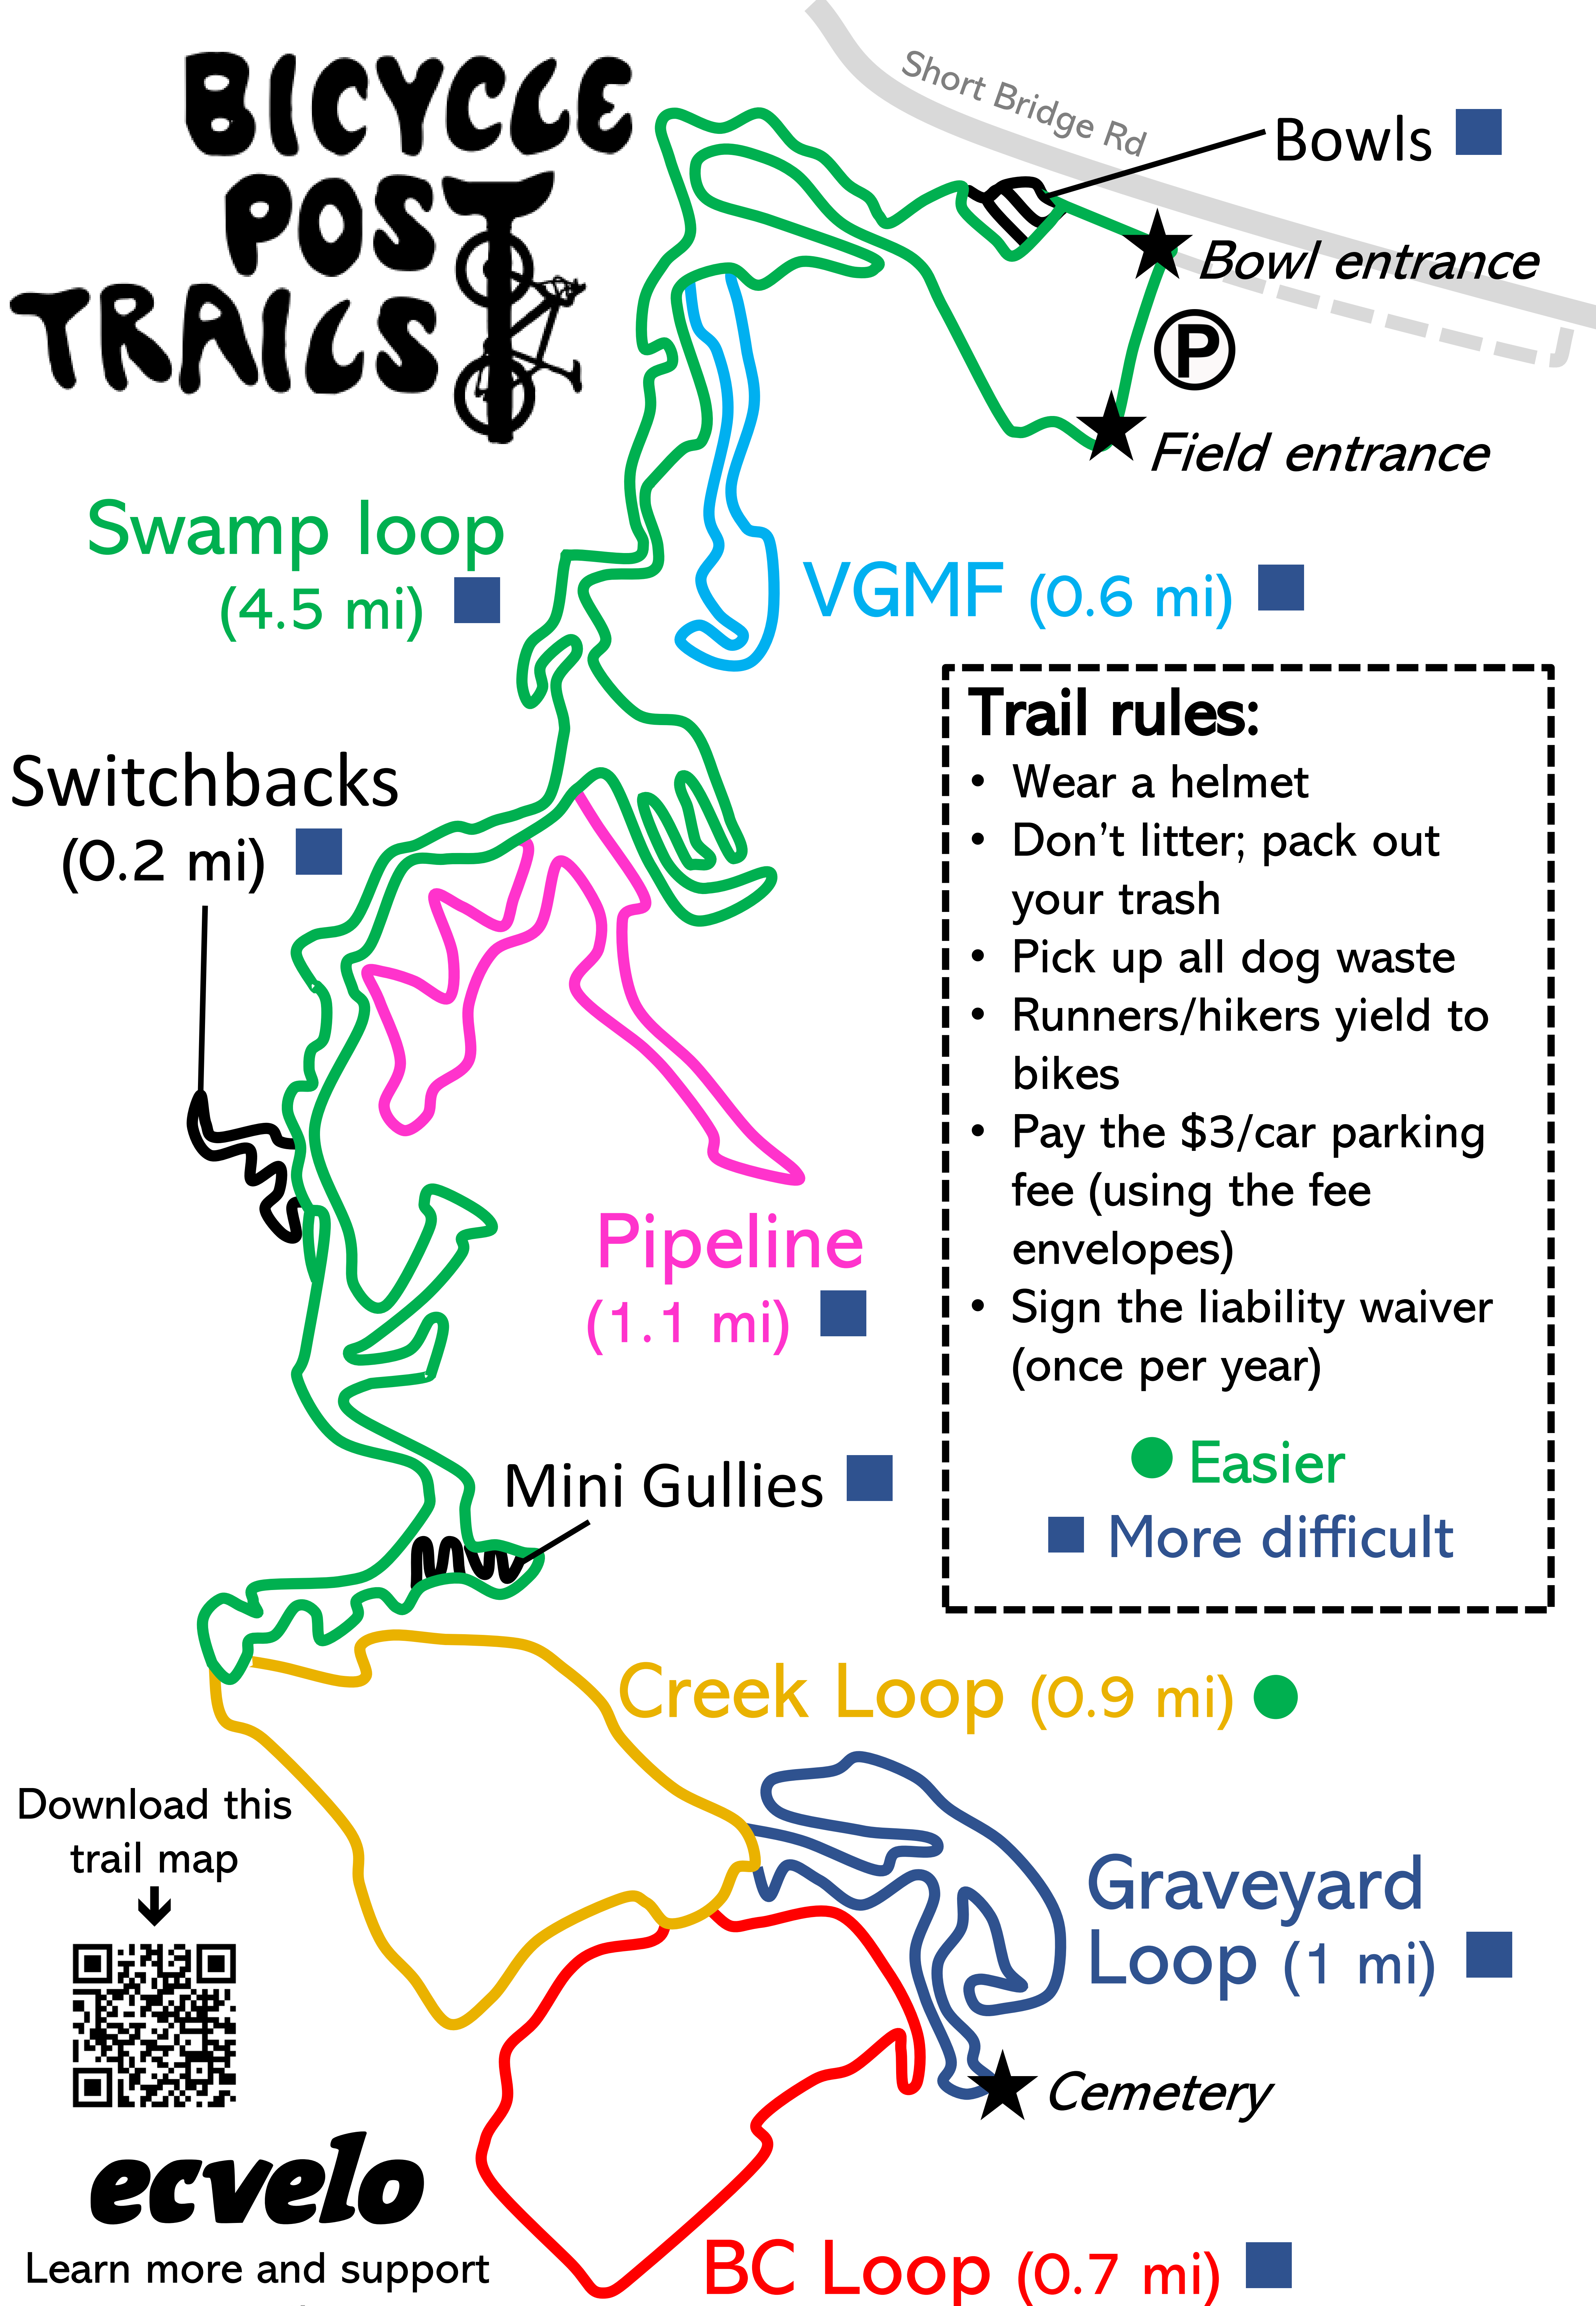 BICYCLE
POST
TRAILS
Short Bridge Rd
Bowls
Bowl entrance
P
Field entrance
Swamp loop
(4.5 mi)
VGMF (0.6 mi)
Switchbacks
(0.2 mi)
Trail rules:
• Wear a helmet
• Don't litter; pack out
your trash
• Pick up all dog waste
• Runners/hikers yield to
bikes
• Pay the $3/car parking
fee (using the fee
envelopes)
• Sign the liability waiver
(once per year)
Easier
More difficult
Pipeline
(1.1 mi)
Mini Gullies
Creek Loop (0.9 mi)
Download this
trail map
Graveyard
Loop (1 mi)
Cemetery
ecvelo
Learn more and support
BC Loop (0.7 mi)